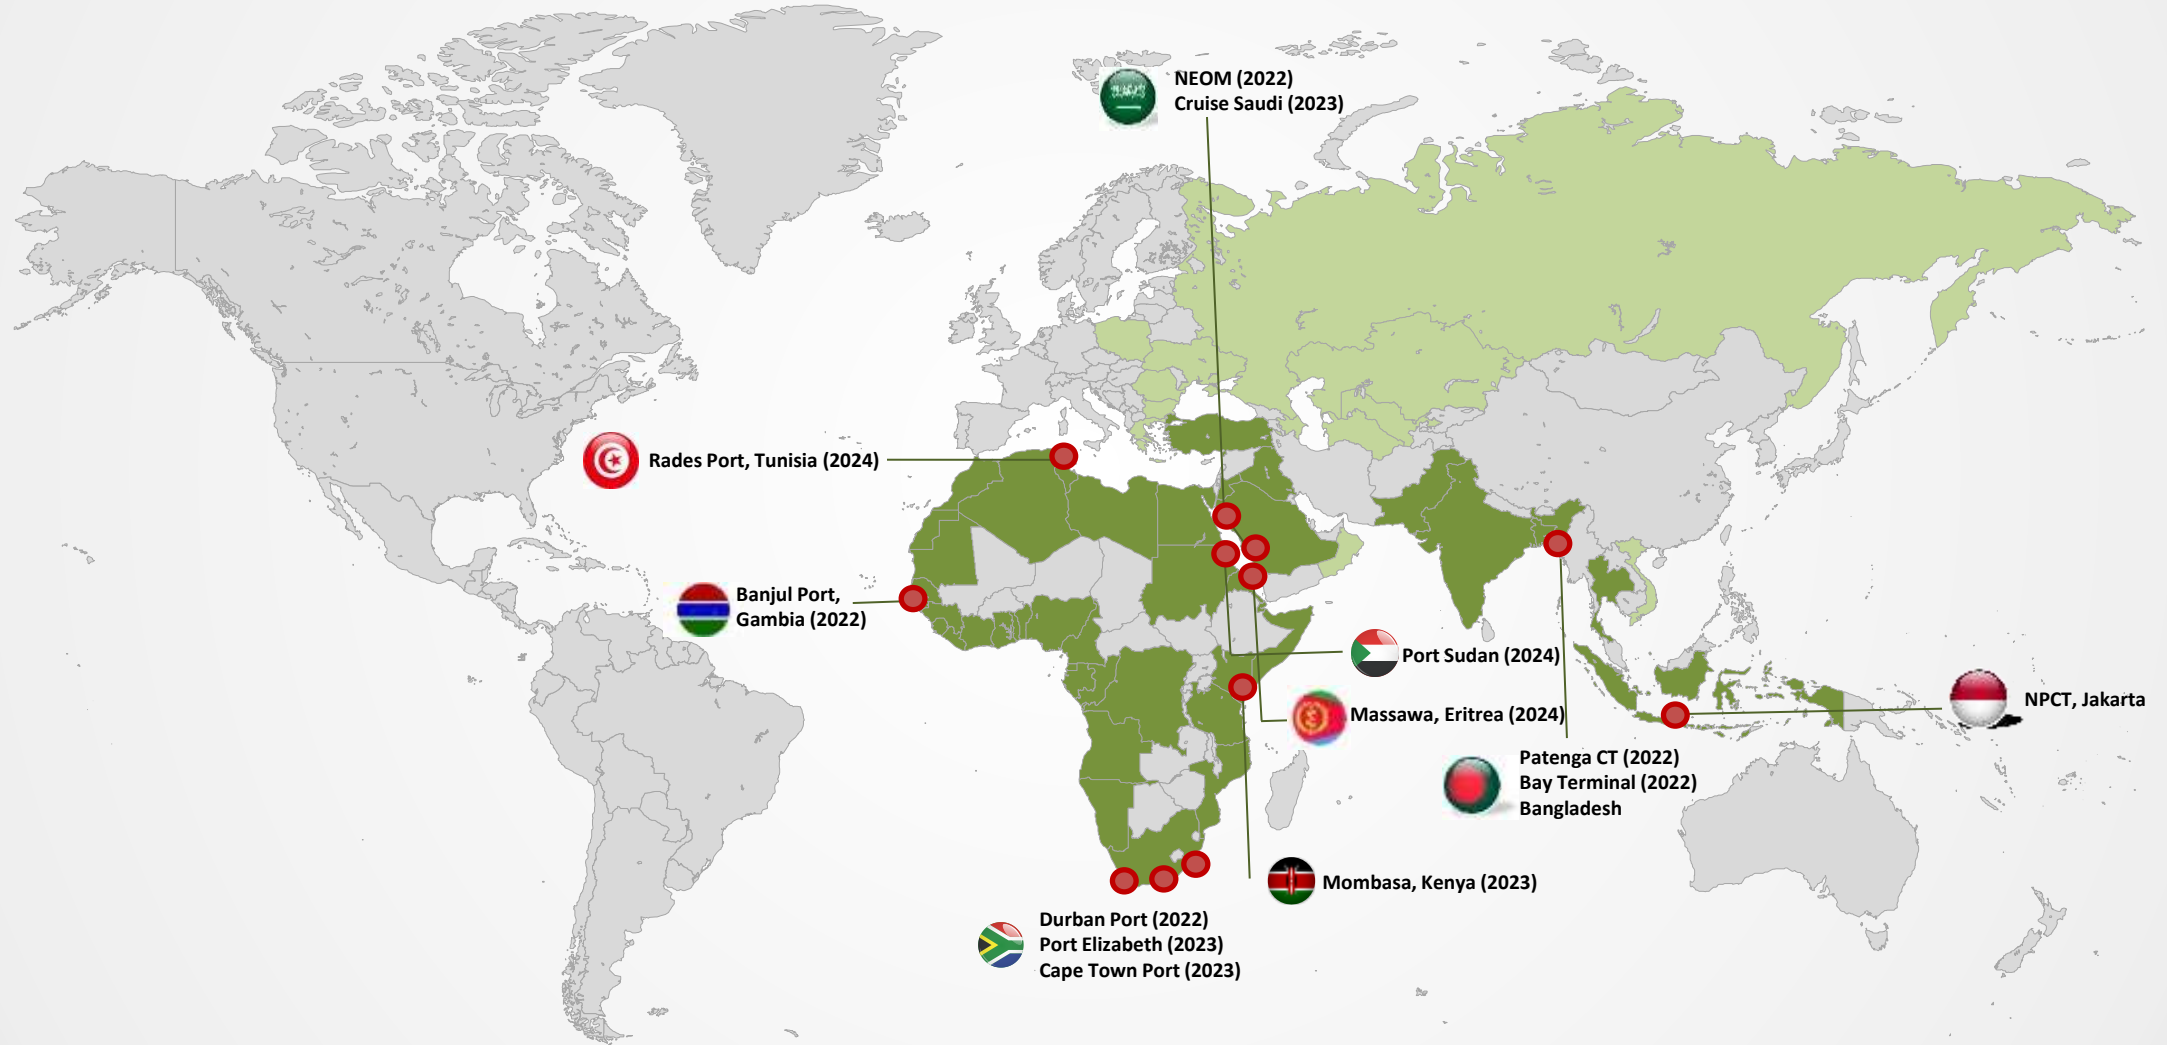 NEOM (2022)
Cruise Saudi (2023)
Rades Port, Tunisia (2024)
Banjul Port,
Gambia (2022)
Port Sudan (2024)
Massawa, Eritrea (2024)
NPCT, Jakarta
Patenga CT (2022)
Bay Terminal (2022)
Bangladesh
Mombasa, Kenya (2023)
Durban Port (2022)
Port Elizabeth (2023)
Cape Town Port (2023)